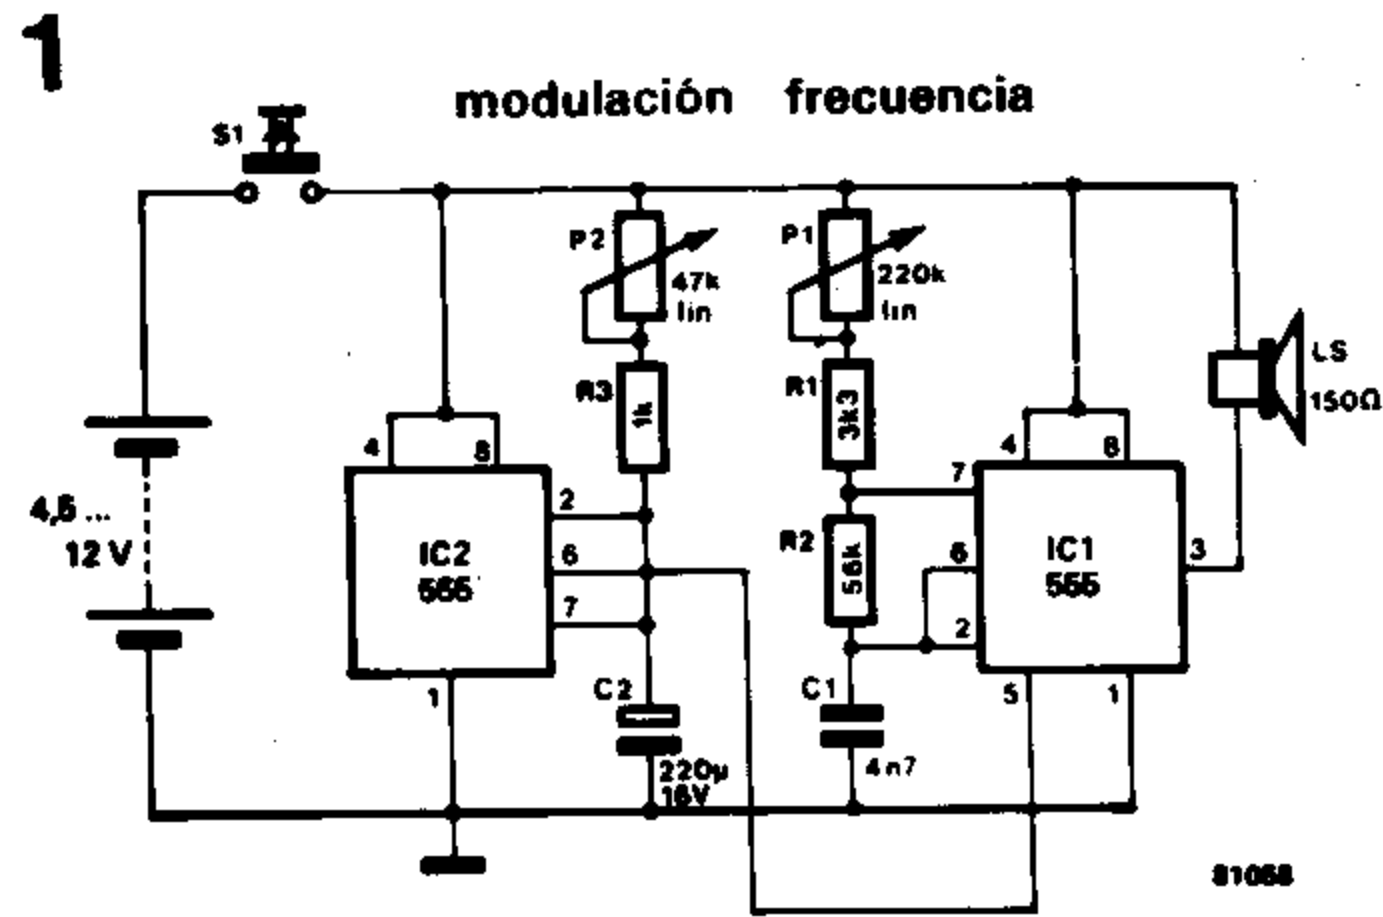 1
modulación frecuencia
S1
P2
47k
lin
P1
220k
lin
LS
150Ω
R3
1k
R1
3k3
4
8
4
8
7
2
6
7
IC2
555
R2
56k
6
2
IC1
555
3
4,5 ...
12 V
1
C2
220µ
16V
C1
4n7
5
1
81058